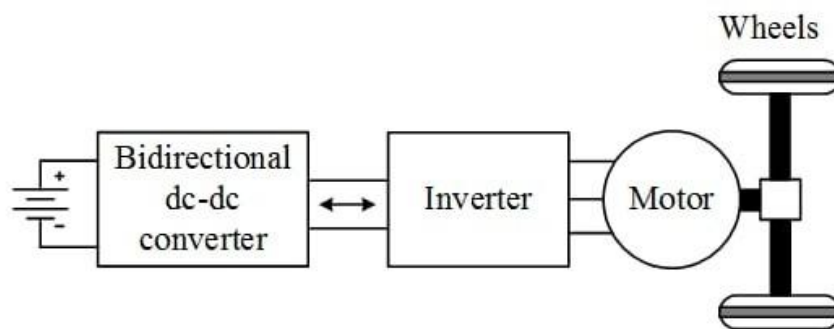 Wheels
+
Bidirectional
dc-dc
converter
-
Inverter
Motor